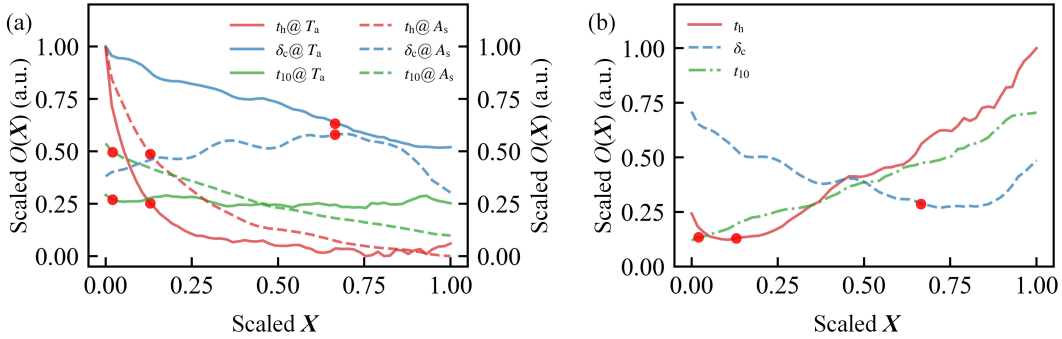 (a)
t_h@ T_a
δ_c@ T_a
t_10@ T_a
t_h@ A_s
δ_c@ A_s
t_10@ A_s
Scaled O(X) (a.u.)
1.00
0.75
0.50
0.25
0.00
1.00
0.75
0.50
0.25
0.00
Scaled O(X) (a.u.)
0.00 0.25 0.50 0.75 1.00
Scaled X
(b)
t_h
δ_c
t_10
Scaled O(X) (a.u.)
1.00
0.75
0.50
0.25
0.00
0.00 0.25 0.50 0.75 1.00
Scaled X